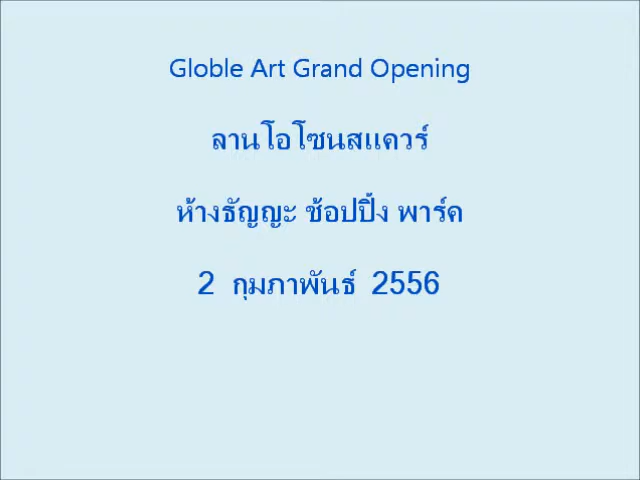 Globle Art Grand Opening
ลานโอโซนสแควร์
ห้างธัญญะ ช้อปปิ้ง พาร์ค
2 กุมภาพันธ์ 2556